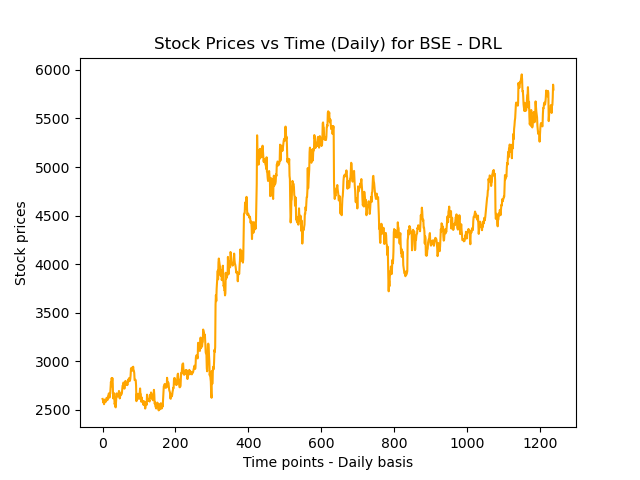 Stock Prices vs Time (Daily) for BSE - DRL
Stock prices
6000
5500
5000
4500
4000
3500
3000
2500
0 200 400 600 800 1000 1200
Time points - Daily basis